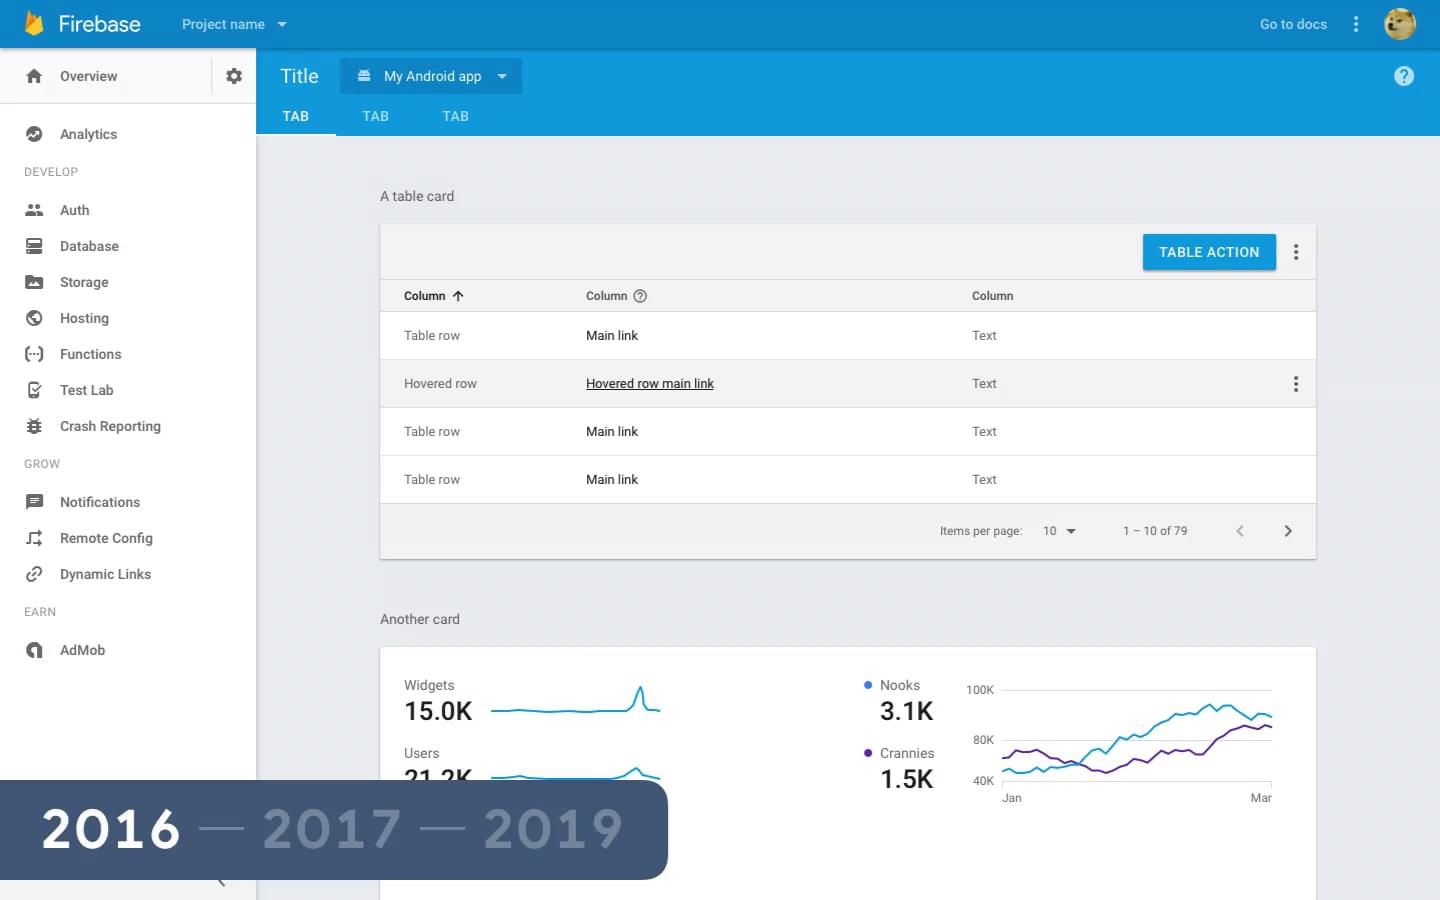 Firebase
Project name
Go to docs
Overview
Title
My Android app
TAB
TAB
TAB
Analytics
DEVELOP
Auth
Database
Storage
Hosting
Functions
Test Lab
Crash Reporting
GROW
Notifications
Remote Config
Dynamic Links
EARN
AdMob
A table card
TABLE ACTION
Column Column Column
Table row Main link Text
Hovered row Hovered row main link Text
Table row Main link Text
Table row Main link Text
Items per page: 10 1 – 10 of 79
Another card
Widgets
15.0K
Users
21.2K
Nooks
3.1K
Crannies
1.5K
100K
80K
40K
Jan Mar
2016 — 2017 — 2019